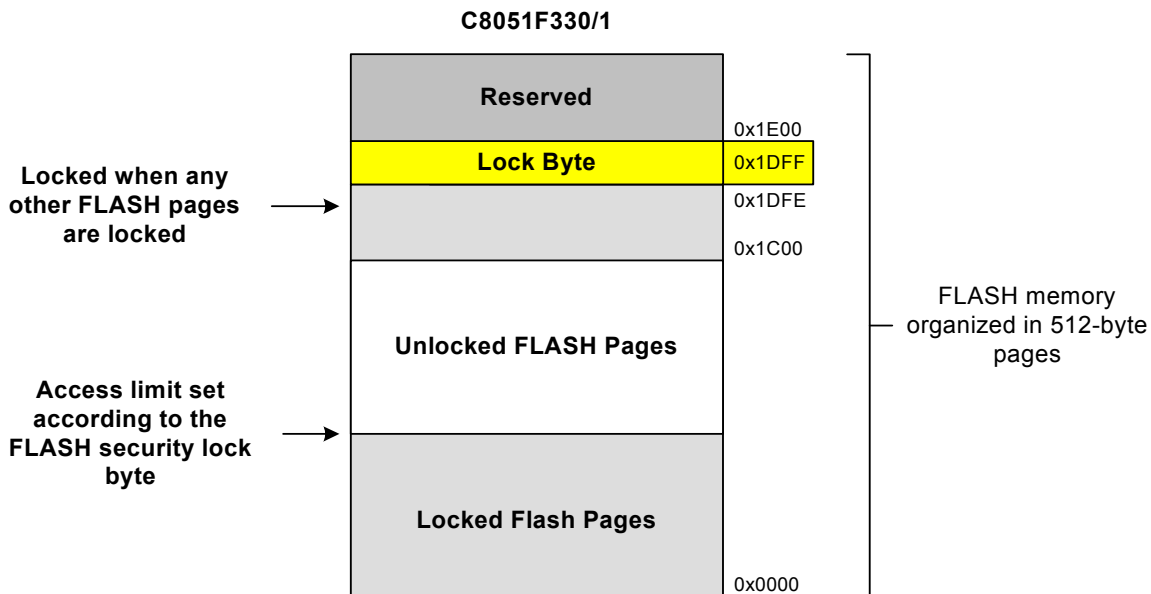 C8051F330/1
Reserved
0x1E00
Lock Byte
0x1DFF
Locked when any
other FLASH pages
are locked
0x1DFE
0x1C00
Unlocked FLASH Pages
FLASH memory
organized in 512-byte
pages
Access limit set
according to the
FLASH security lock
byte
Locked Flash Pages
0x0000